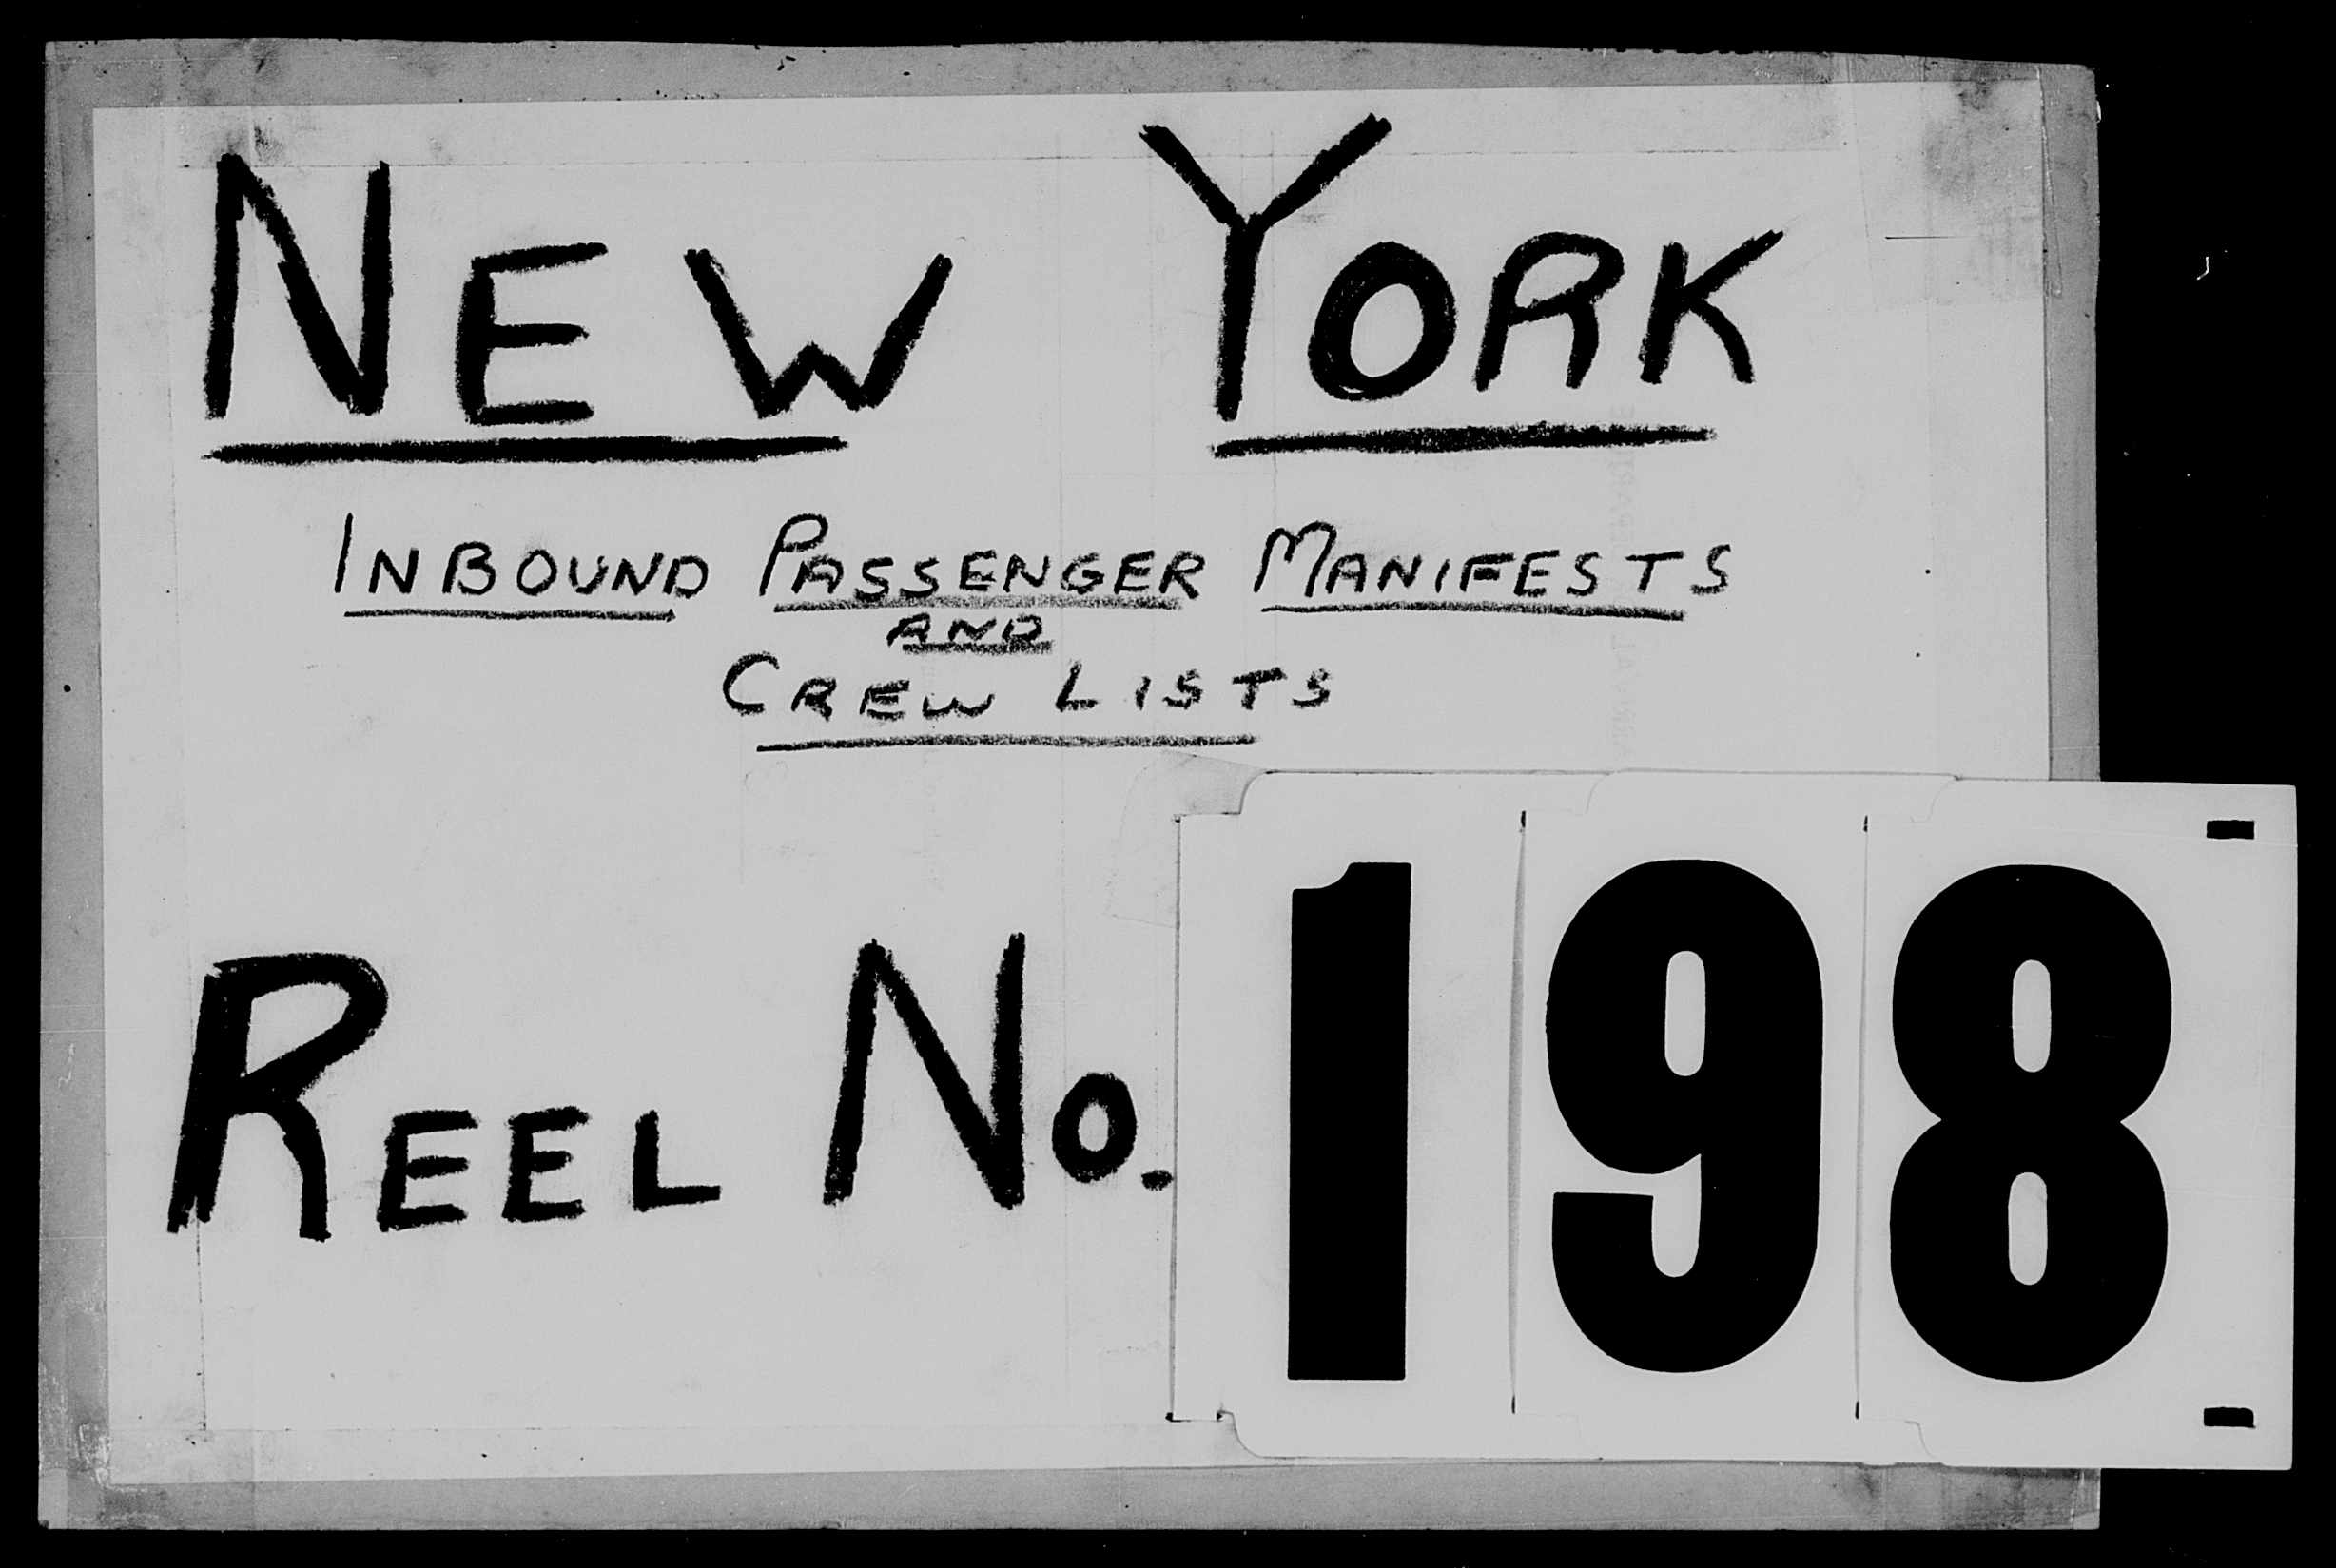 NEW YORK
INBOUND PASSENGER MANIFESTS
AND
CREW LISTS
REEL NO. 198